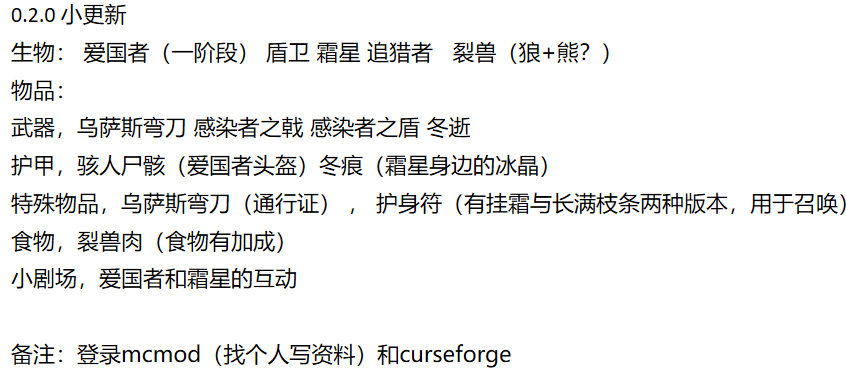 0.2.0 小更新
生物： 爱国者（一阶段） 盾卫 霜星 追猎者 裂兽（狼+熊？）
物品：
武器，乌萨斯弯刀 感染者之戟 感染者之盾 冬逝
护甲，骇人尸骸（爱国者头盔）冬痕（霜星身边的冰晶）
特殊物品，乌萨斯弯刀（通行证） ， 护身符（有挂霜与长满枝条两种版本，用于召唤）
食物，裂兽肉（食物有加成）
小剧场，爱国者和霜星的互动
备注：登录mcmod（找个人写资料）和curseforge